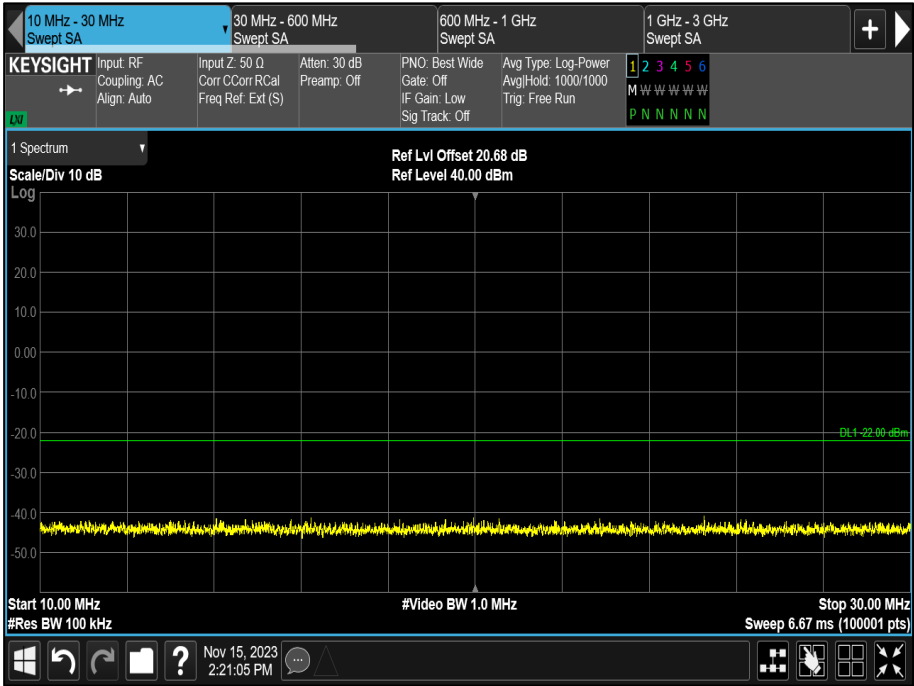 10 MHz - 30 MHz
Swept SA
30 MHz - 600 MHz
Swept SA
600 MHz - 1 GHz
Swept SA
1 GHz - 3 GHz
Swept SA
+
KEYSIGHT
LXI
Input: RF
Coupling: AC
Align: Auto
Input Z: 50 Ω
Corr CCorr RCal
Freq Ref: Ext (S)
Atten: 30 dB
Preamp: Off
PNO: Best Wide
Gate: Off
IF Gain: Low
Sig Track: Off
Avg Type: Log-Power
Avg|Hold: 1000/1000
Trig: Free Run
1 2 3 4 5 6
M W W W W W
P N N N N N
1 Spectrum
Scale/Div 10 dB
Ref Lvl Offset 20.68 dB
Ref Level 40.00 dBm
Log
30.0
20.0
10.0
0.00
-10.0
-20.0
DL1 -22.00 dBm
-30.0
-40.0
-50.0
Start 10.00 MHz
#Video BW 1.0 MHz
Stop 30.00 MHz
#Res BW 100 kHz
Sweep 6.67 ms (100001 pts)
?
Nov 15, 2023
2:21:05 PM